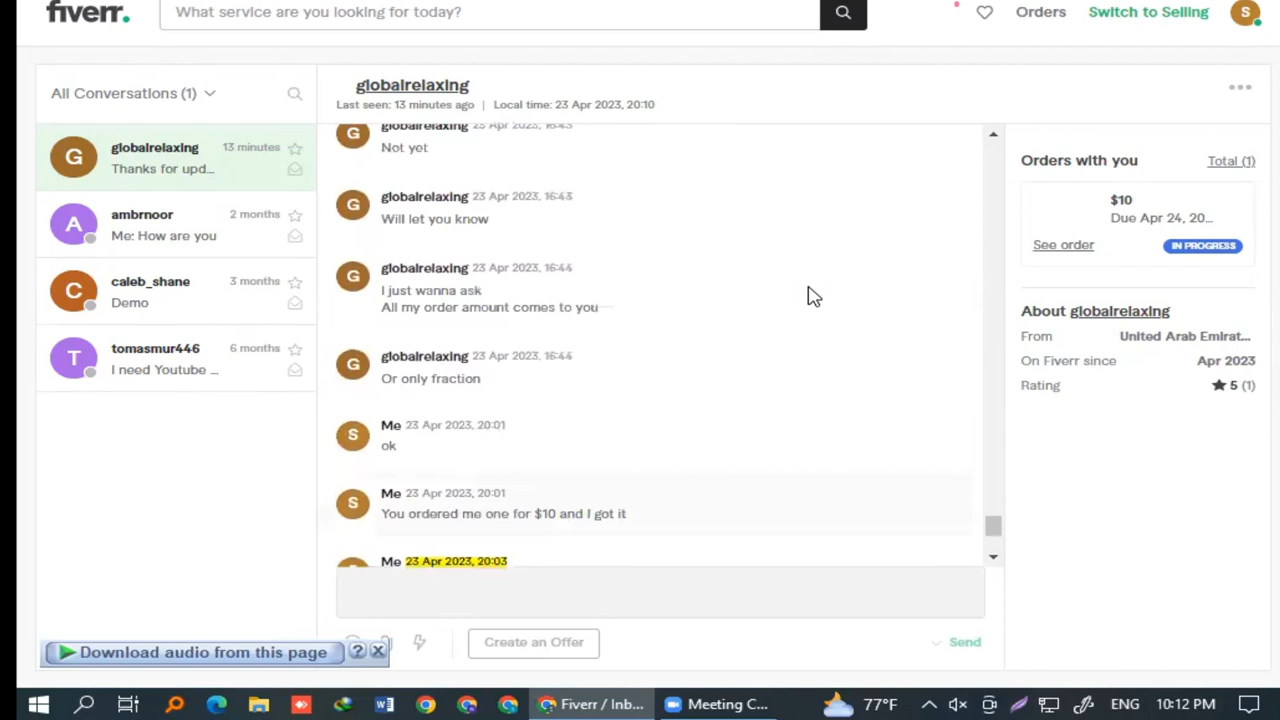 fiverr.
What service are you looking for today?
Orders
Switch to Selling
S
All Conversations (1)
globalrelaxing
Last seen: 13 minutes ago | Local time: 23 Apr 2023, 20:10
G
globalrelaxing
13 minutes
Thanks for upd...
A
ambrnoor
2 months
Me: How are you
C
caleb_shane
3 months
Demo
T
tomasmur446
6 months
I need Youtube ...
G
globalrelaxing 23 Apr 2023, 16:43
Not yet
G
globalrelaxing 23 Apr 2023, 16:43
Will let you know
G
globalrelaxing 23 Apr 2023, 16:44
I just wanna ask
All my order amount comes to you
G
globalrelaxing 23 Apr 2023, 16:44
Or only fraction
S
Me 23 Apr 2023, 20:01
ok
S
Me 23 Apr 2023, 20:01
You ordered me one for $10 and I got it
Me 23 Apr 2023, 20:03
Create an Offer
Send
Orders with you
Total (1)
$10
Due Apr 24, 20...
See order
IN PROGRESS
About globalrelaxing
From United Arab Emirat...
On Fiverr since Apr 2023
Rating ★ 5 (1)
Download audio from this page
? X
Fiverr / Inb...
Meeting C...
77°F
ENG
10:12 PM